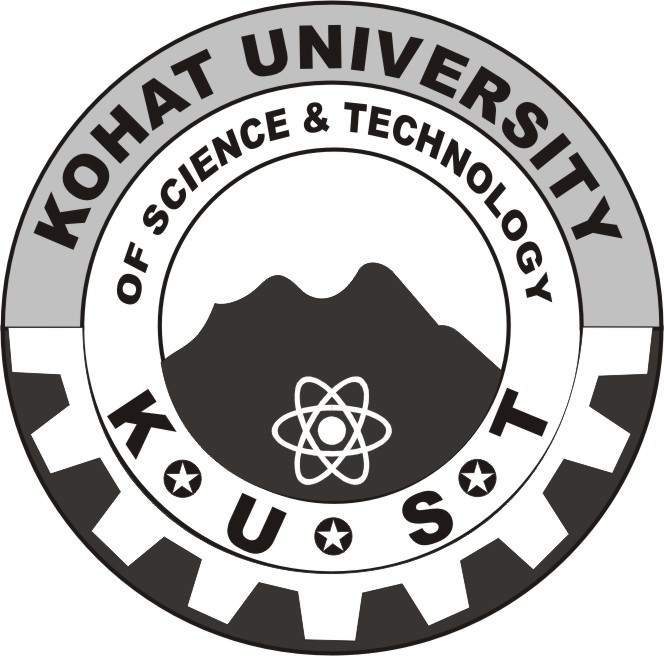 KOHAT UNIVERSITY
OF SCIENCE & TECHNOLOGY
K U S T